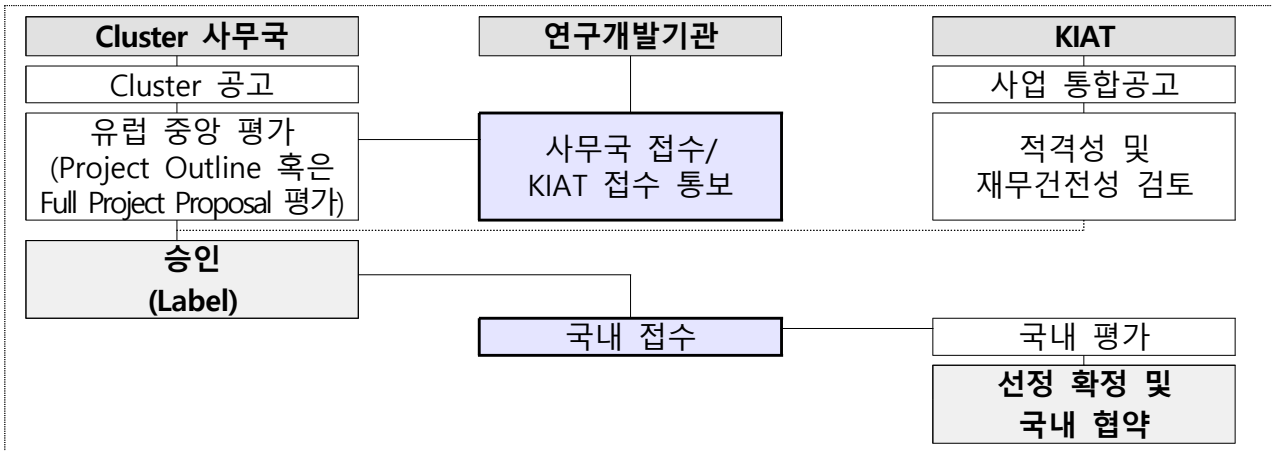 Cluster 사무국
연구개발기관
KIAT
Cluster 공고
사업 통합공고
유럽 중앙 평가
(Project Outline 혹은
Full Project Proposal 평가)
사무국 접수/
KIAT 접수 통보
적격성 및
재무건전성 검토
승인
(Label)
국내 접수
국내 평가
선정 확정 및
국내 협약